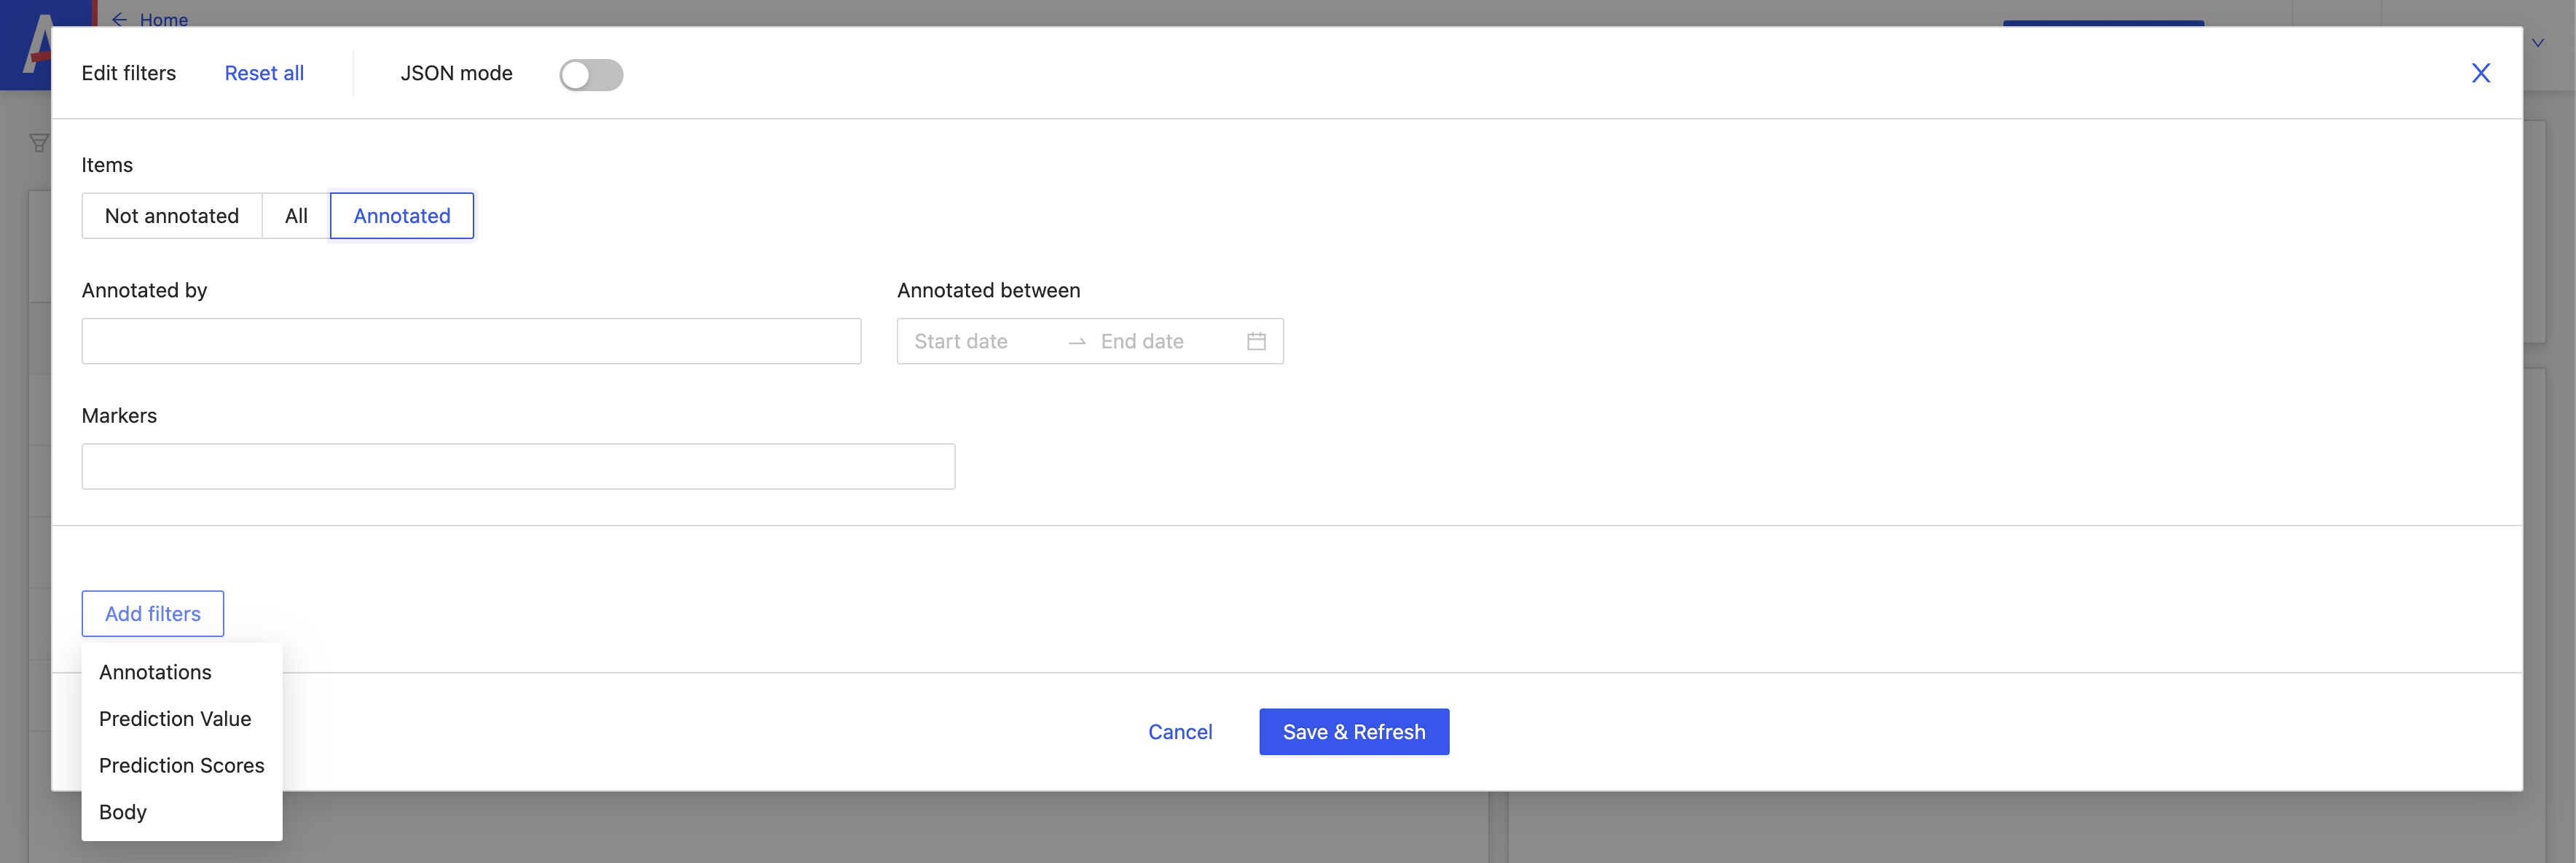 Home
Edit filters Reset all JSON mode
Items
Not annotated All Annotated
Annotated by Annotated between
Start date End date
Markers
Add filters
Annotations
Prediction Value
Prediction Scores
Body
Cancel Save & Refresh